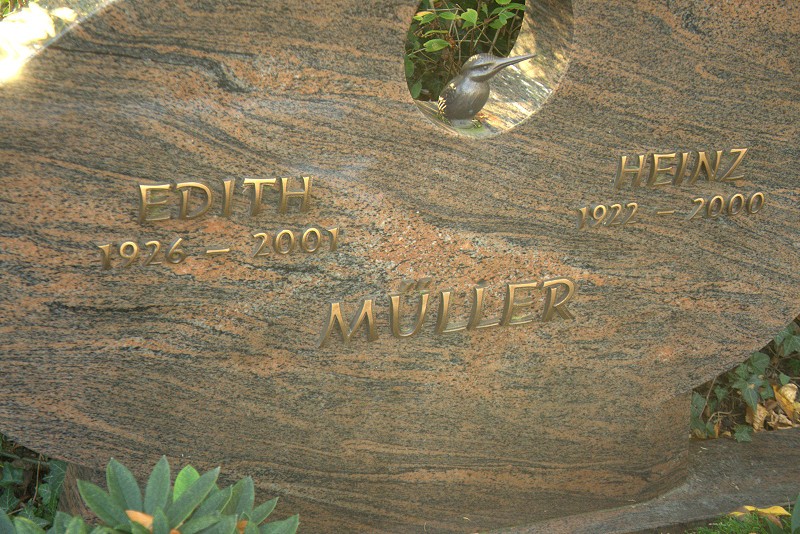 EDITH
1926 – 2001
HEINZ
1922 – 2000
MÜLLER